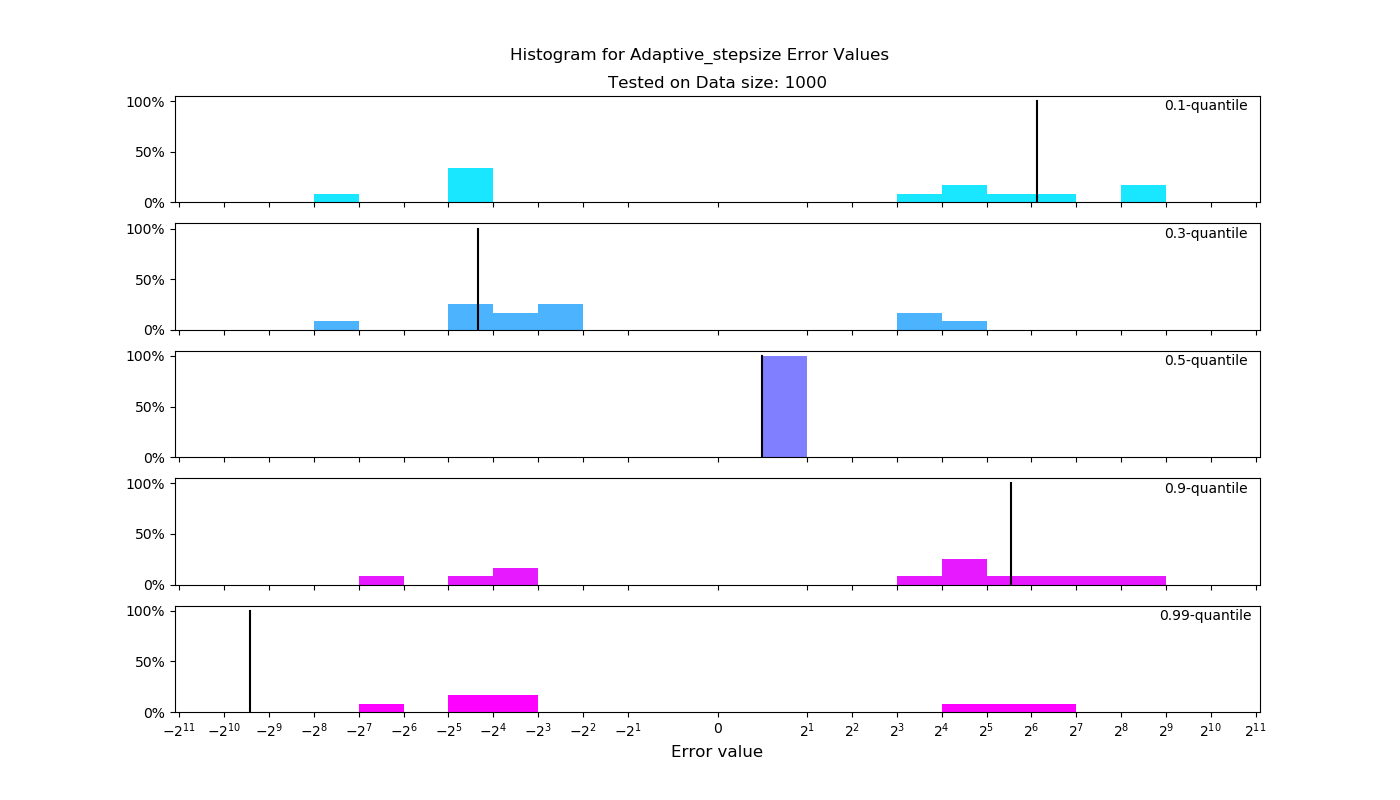 Histogram for Adaptive_stepsize Error Values
Tested on Data size: 1000
100%
50%
0%
0.1-quantile
100%
50%
0%
0.3-quantile
100%
50%
0%
0.5-quantile
100%
50%
0%
0.9-quantile
100%
50%
0%
0.99-quantile
−2¹¹ −2¹⁰ −2⁹ −2⁸ −2⁷ −2⁶ −2⁵ −2⁴ −2³ −2² −2¹ 0 2¹ 2² 2³ 2⁴ 2⁵ 2⁶ 2⁷ 2⁸ 2⁹ 2¹⁰ 2¹¹
Error value